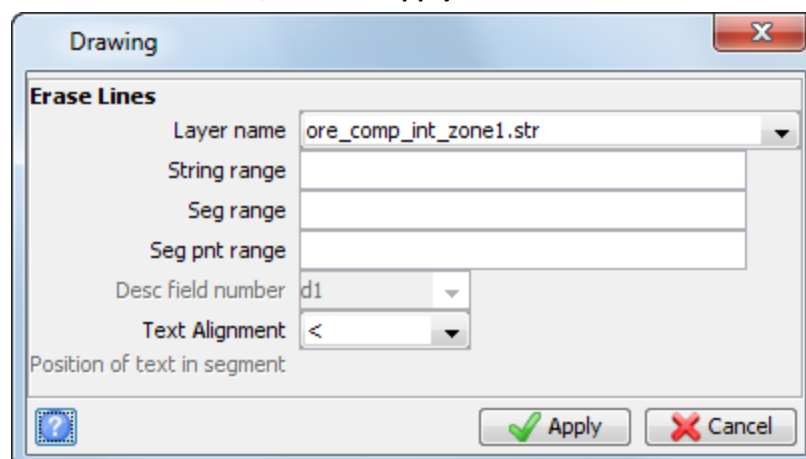 Drawing
Erase Lines
Layer name ore_comp_int_zone1.str
String range
Seg range
Seg pnt range
Desc field number d1
Text Alignment <
Position of text in segment
? Apply Cancel